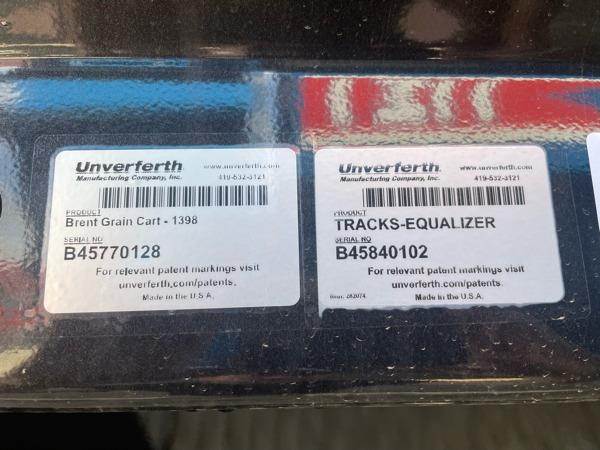 Unverferth www.unverferth.com
Manufacturing Company, Inc. 419-532-3121
PRODUCT
Brent Grain Cart - 1398
SERIAL NO
B45770128
For relevant patent markings visit
unverferth.com/patents.
Made in the U.S.A.
Unverferth www.unverferth.com
Manufacturing Company, Inc. 419-532-3121
PRODUCT
TRACKS-EQUALIZER
SERIAL NO
B45840102
For relevant patent markings visit
unverferth.com/patents.
Made in the U.S.A.